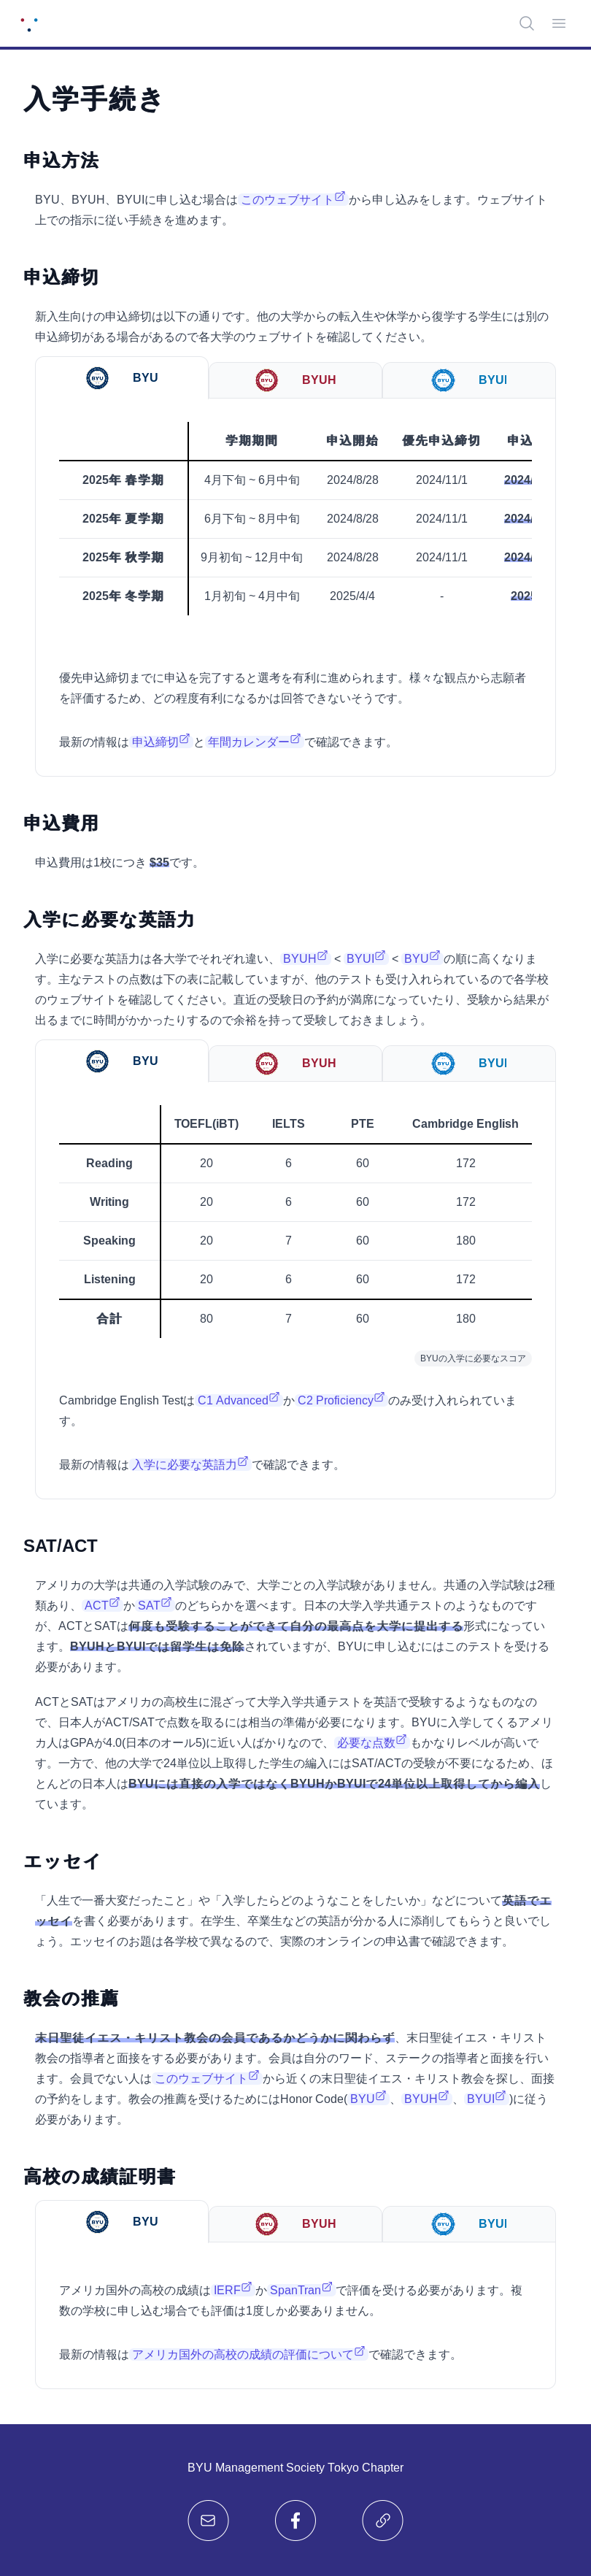 入学手続き
申込方法
BYU、BYUH、BYUIに申し込む場合は このウェブサイト から申し込みをします。ウェブサイト
上での指示に従い手続きを進めます。
申込締切
新入生向けの申込締切は以下の通りです。他の大学からの転入生や休学から復学する学生には別の
申込締切がある場合があるので各大学のウェブサイトを確認してください。
BYU BYUH BYUI
学期期間 申込開始 優先申込締切 申込
2025年 春学期 4月下旬 ~ 6月中旬 2024/8/28 2024/11/1 2024/
2025年 夏学期 6月下旬 ~ 8月中旬 2024/8/28 2024/11/1 2024/
2025年 秋学期 9月初旬 ~ 12月中旬 2024/8/28 2024/11/1 2024/
2025年 冬学期 1月初旬 ~ 4月中旬 2025/4/4 - 2025
優先申込締切までに申込を完了すると選考を有利に進められます。様々な観点から志願者
を評価するため、どの程度有利になるかは回答できないそうです。
最新の情報は 申込締切 と 年間カレンダー で確認できます。
申込費用
申込費用は1校につき $35です。
入学に必要な英語力
入学に必要な英語力は各大学でそれぞれ違い、 BYUH < BYUI < BYU の順に高くなりま
す。主なテストの点数は下の表に記載していますが、他のテストも受け入れられているので各学校
のウェブサイトを確認してください。直近の受験日の予約が満席になっていたり、受験から結果が
出るまでに時間がかかったりするので余裕を持って受験しておきましょう。
BYU BYUH BYUI
TOEFL(iBT) IELTS PTE Cambridge English
Reading 20 6 60 172
Writing 20 6 60 172
Speaking 20 7 60 180
Listening 20 6 60 172
合計 80 7 60 180
BYUの入学に必要なスコア
Cambridge English Testは C1 Advanced か C2 Proficiency のみ受け入れられていま
す。
最新の情報は 入学に必要な英語力 で確認できます。
SAT/ACT
アメリカの大学は共通の入学試験のみで、大学ごとの入学試験がありません。共通の入学試験は2種
類あり、 ACT か SAT のどちらかを選べます。日本の大学入学共通テストのようなものです
が、ACTとSATは何度も受験することができて自分の最高点を大学に提出する形式になってい
ます。BYUHとBYUIでは留学生は免除されていますが、BYUに申し込むにはこのテストを受ける
必要があります。
ACTとSATはアメリカの高校生に混ざって大学入学共通テストを英語で受験するようなものなの
で、日本人がACT/SATで点数を取るには相当の準備が必要になります。BYUに入学してくるアメリ
カ人はGPAが4.0(日本のオール5)に近い人ばかりなので、 必要な点数 もかなりレベルが高いで
す。一方で、他の大学で24単位以上取得した学生の編入にはSAT/ACTの受験が不要になるため、ほ
とんどの日本人はBYUには直接の入学ではなくBYUHかBYUIで24単位以上取得してから編入し
ています。
エッセイ
「人生で一番大変だったこと」や「入学したらどのようなことをしたいか」などについて英語でエ
ッセイを書く必要があります。在学生、卒業生などの英語が分かる人に添削してもらうと良いでし
ょう。エッセイのお題は各学校で異なるので、実際のオンラインの申込書で確認できます。
教会の推薦
末日聖徒イエス・キリスト教会の会員であるかどうかに関わらず、末日聖徒イエス・キリスト
教会の指導者と面接をする必要があります。会員は自分のワード、ステークの指導者と面接を行い
ます。会員でない人は このウェブサイト から近くの末日聖徒イエス・キリスト教会を探し、面接
の予約をします。教会の推薦を受けるためにはHonor Code( BYU 、 BYUH 、 BYUI )に従う
必要があります。
高校の成績証明書
BYU BYUH BYUI
アメリカ国外の高校の成績は IERF か SpanTran で評価を受ける必要があります。複
数の学校に申し込む場合でも評価は1度しか必要ありません。
最新の情報は アメリカ国外の高校の成績の評価について で確認できます。
BYU Management Society Tokyo Chapter